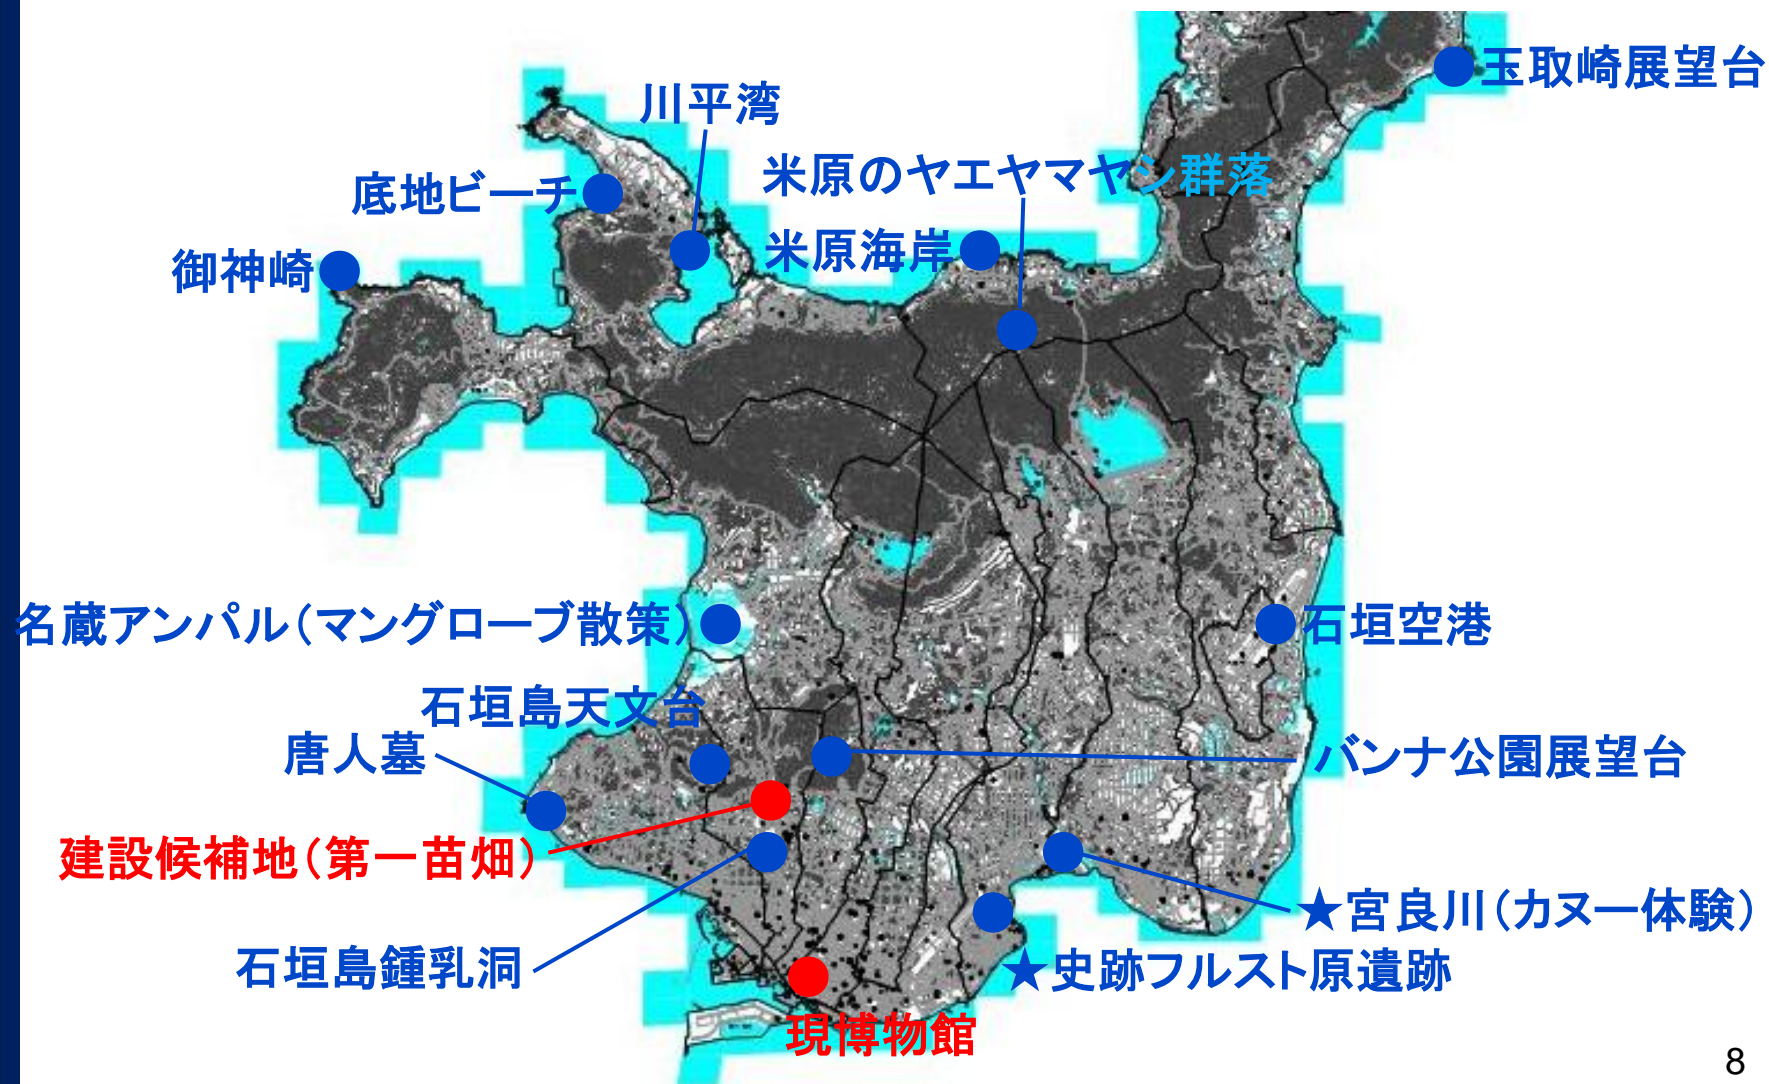 玉取崎展望台
川平湾
米原のヤエヤマヤシ群落
底地ビーチ
米原海岸
御神崎
名蔵アンパル（マングローブ散策）
石垣空港
石垣島天文台
唐人墓
バンナ公園展望台
建設候補地（第一苗畑）
★宮良川（カヌー体験）
石垣島鍾乳洞
★史跡フルスト原遺跡
現博物館
8